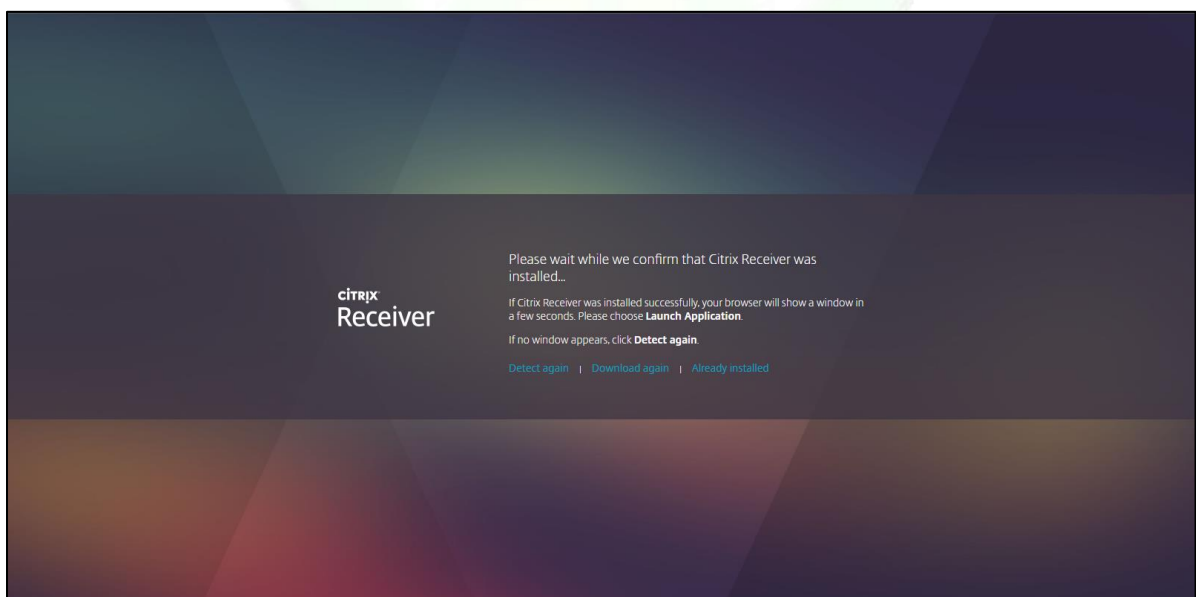 Please wait while we confirm that Citrix Receiver was
installed...
CİTRIX
Receiver
If Citrix Receiver was installed successfully, your browser will show a window in
a few seconds. Please choose Launch Application.
If no window appears, click Detect again.
Detect again | Download again | Already installed